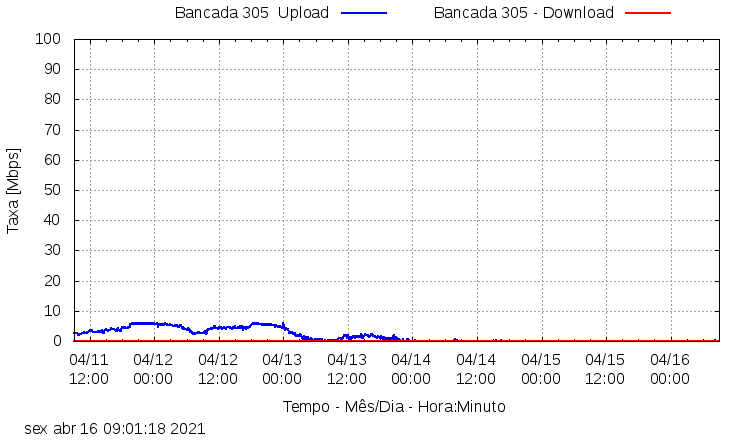 Bancada 305  Upload
Bancada 305 - Download
100
90
80
70
60
50
40
30
20
10
0
Taxa [Mbps]
04/11 04/12 04/12 04/13 04/13 04/14 04/14 04/15 04/15 04/16
12:00 00:00 12:00 00:00 12:00 00:00 12:00 00:00 12:00 00:00
Tempo - Mês/Dia - Hora:Minuto
sex abr 16 09:01:18 2021